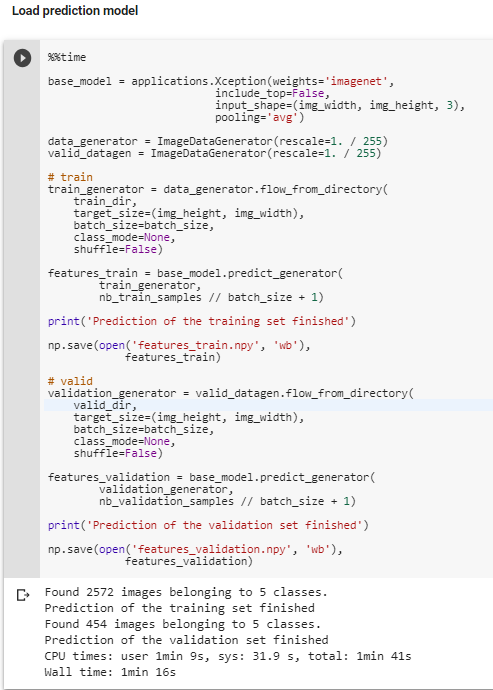 Load prediction model
%%time
base_model = applications.Xception(weights='imagenet',
include_top=False,
input_shape=(img_width, img_height, 3),
pooling='avg')
data_generator = ImageDataGenerator(rescale=1. / 255)
valid_datagen = ImageDataGenerator(rescale=1. / 255)
# train
train_generator = data_generator.flow_from_directory(
train_dir,
target_size=(img_height, img_width),
batch_size=batch_size,
class_mode=None,
shuffle=False)
features_train = base_model.predict_generator(
train_generator,
nb_train_samples // batch_size + 1)
print('Prediction of the training set finished')
np.save(open('features_train.npy', 'wb'),
features_train)
# valid
validation_generator = valid_datagen.flow_from_directory(
valid_dir,
target_size=(img_height, img_width),
batch_size=batch_size,
class_mode=None,
shuffle=False)
features_validation = base_model.predict_generator(
validation_generator,
nb_validation_samples // batch_size + 1)
print('Prediction of the validation set finished')
np.save(open('features_validation.npy', 'wb'),
features_validation)
Found 2572 images belonging to 5 classes.
Prediction of the training set finished
Found 454 images belonging to 5 classes.
Prediction of the validation set finished
CPU times: user 1min 9s, sys: 31.9 s, total: 1min 41s
Wall time: 1min 16s